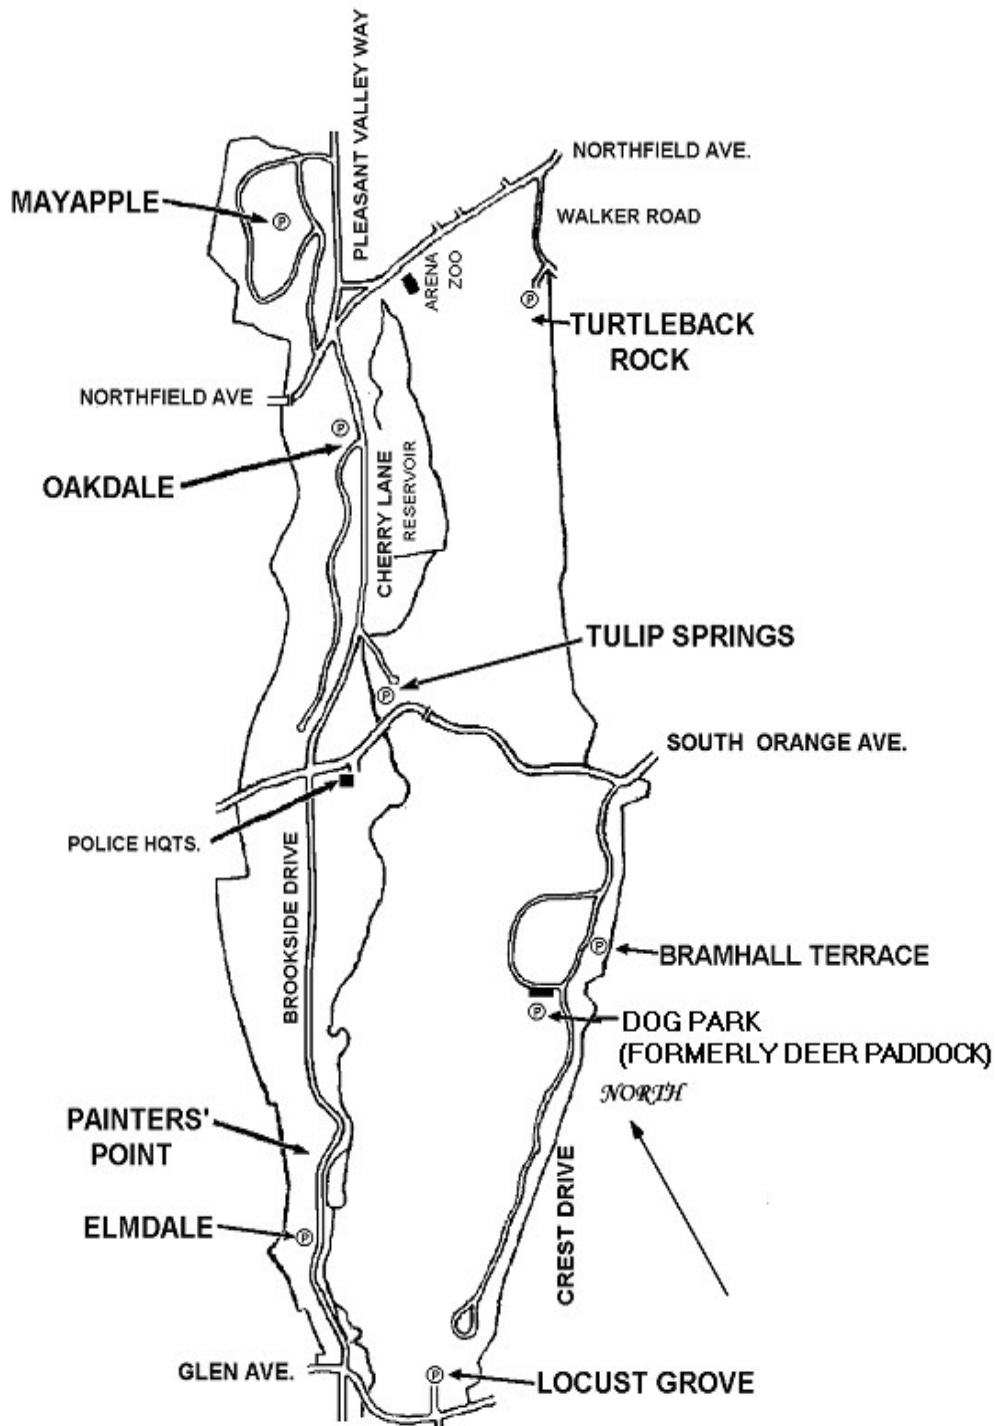 PLEASANT VALLEY WAY
NORTHFIELD AVE.
MAYAPPLE
P
WALKER ROAD
ARENA
ZOO
P
TURTLEBACK
ROCK
NORTHFIELD AVE
P
OAKDALE
CHERRY LANE
RESERVOIR
TULIP SPRINGS
P
SOUTH ORANGE AVE.
POLICE HQTS.
BROOKSIDE DRIVE
P
BRAMHALL TERRACE
P
DOG PARK
(FORMERLY DEER PADDOCK)
NORTH
PAINTERS'
POINT
CREST DRIVE
ELMDALE
P
GLEN AVE.
P
LOCUST GROVE